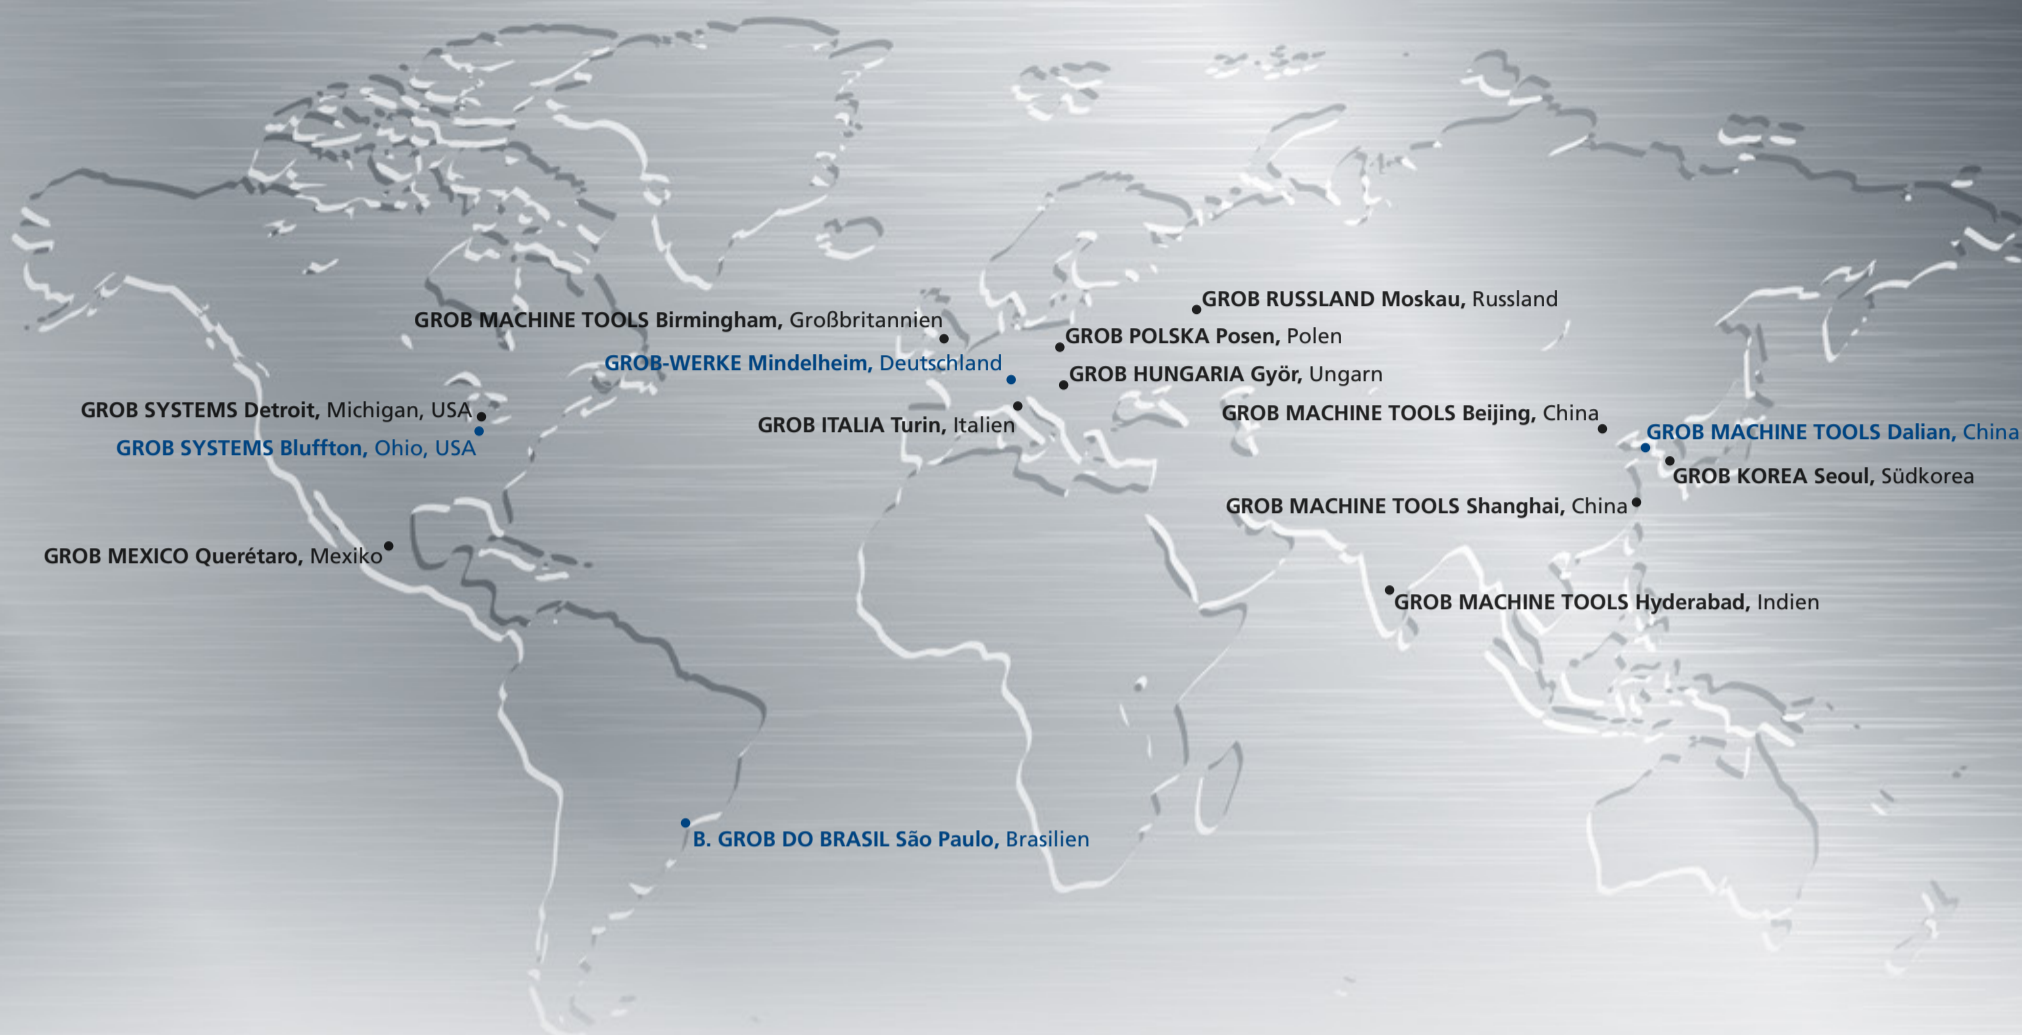 GROB RUSSLAND Moskau, Russland
GROB MACHINE TOOLS Birmingham, Großbritannien
GROB POLSKA Posen, Polen
GROB-WERKE Mindelheim, Deutschland
GROB HUNGARIA Györ, Ungarn
GROB SYSTEMS Detroit, Michigan, USA
GROB MACHINE TOOLS Beijing, China
GROB ITALIA Turin, Italien
GROB MACHINE TOOLS Dalian, China
GROB SYSTEMS Bluffton, Ohio, USA
GROB KOREA Seoul, Südkorea
GROB MACHINE TOOLS Shanghai, China
GROB MEXICO Querétaro, Mexiko
GROB MACHINE TOOLS Hyderabad, Indien
B. GROB DO BRASIL São Paulo, Brasilien